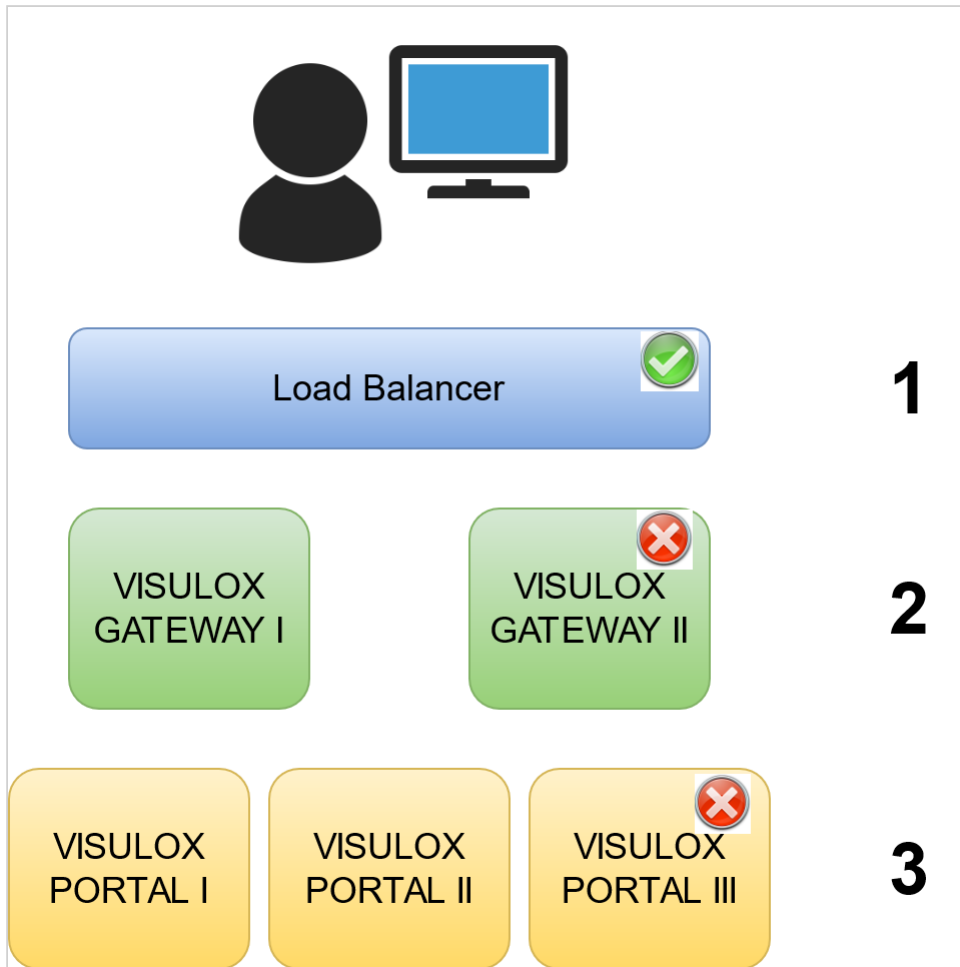 Load Balancer
1
VISULOX
GATEWAY I
VISULOX
GATEWAY II
2
VISULOX
PORTAL I
VISULOX
PORTAL II
VISULOX
PORTAL III
3